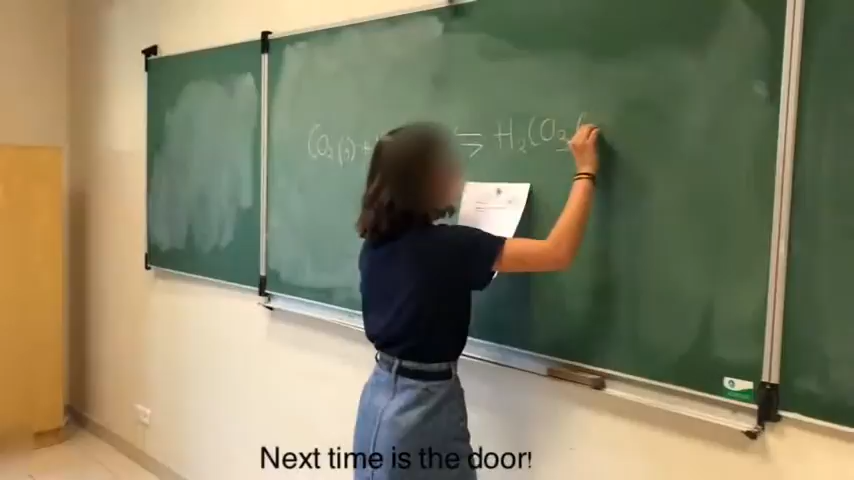 CO₂(g) + H ⇌ H₂CO₃ (
Next time is the door!